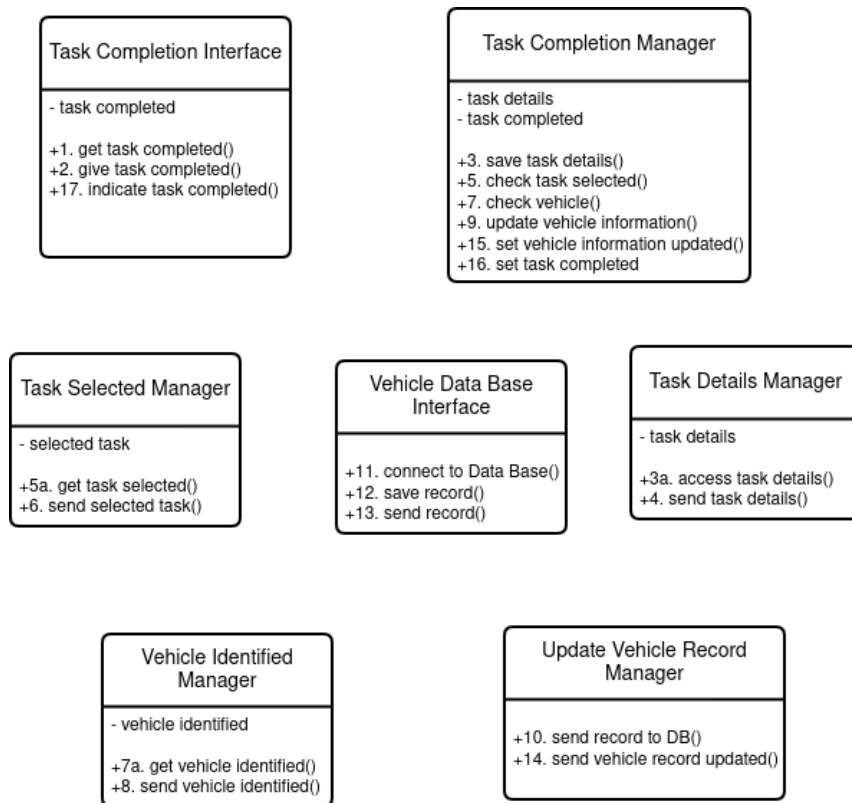 Task Completion Interface
- task completed
+1. get task completed()
+2. give task completed()
+17. indicate task completed()
Task Completion Manager
- task details
- task completed
+3. save task details()
+5. check task selected()
+7. check vehicle()
+9. update vehicle information()
+15. set vehicle information updated()
+16. set task completed
Task Selected Manager
- selected task
+5a. get task selected()
+6. send selected task()
Vehicle Data Base
Interface
+11. connect to Data Base()
+12. save record()
+13. send record()
Task Details Manager
- task details
+3a. access task details()
+4. send task details()
Vehicle Identified
Manager
- vehicle identified
+7a. get vehicle identified()
+8. send vehicle identified()
Update Vehicle Record
Manager
+10. send record to DB()
+14. send vehicle record updated()